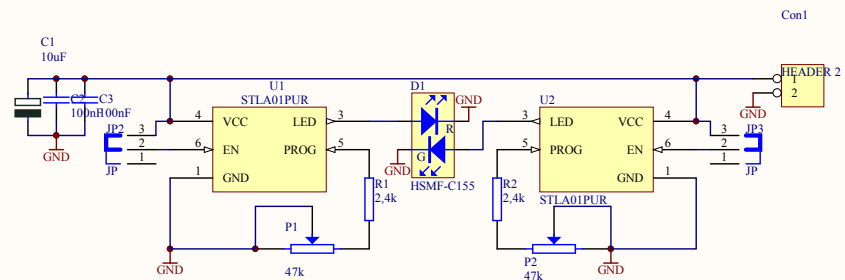 Con1
C1
10uF
HEADER 2
1
2
GND
C2
100nF
C3
100nF
GND
JP2
3
2
1
JP
U1
STLA01PUR
4
6
1
VCC
EN
GND
LED
PROG
3
5
D1
R
G
GND
GND
HSMF-C155
U2
3
5
LED
PROG
VCC
EN
GND
4
6
1
STLA01PUR
3
2
1
JP3
JP
R1
2,4k
R2
2,4k
P1
47k
GND
P2
47k
GND